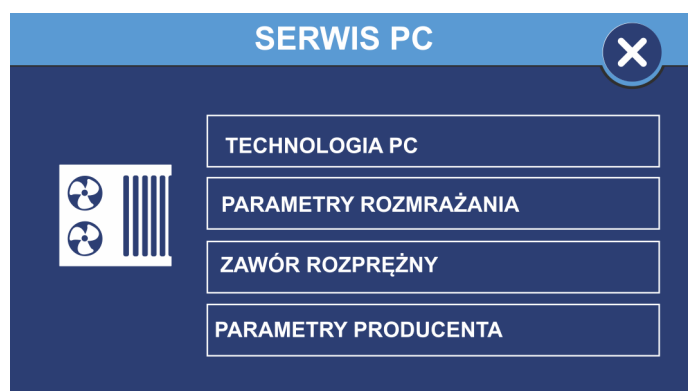 SERWIS PC
TECHNOLOGIA PC
PARAMETRY ROZMRAŻANIA
ZAWÓR ROZPRĘŻNY
PARAMETRY PRODUCENTA